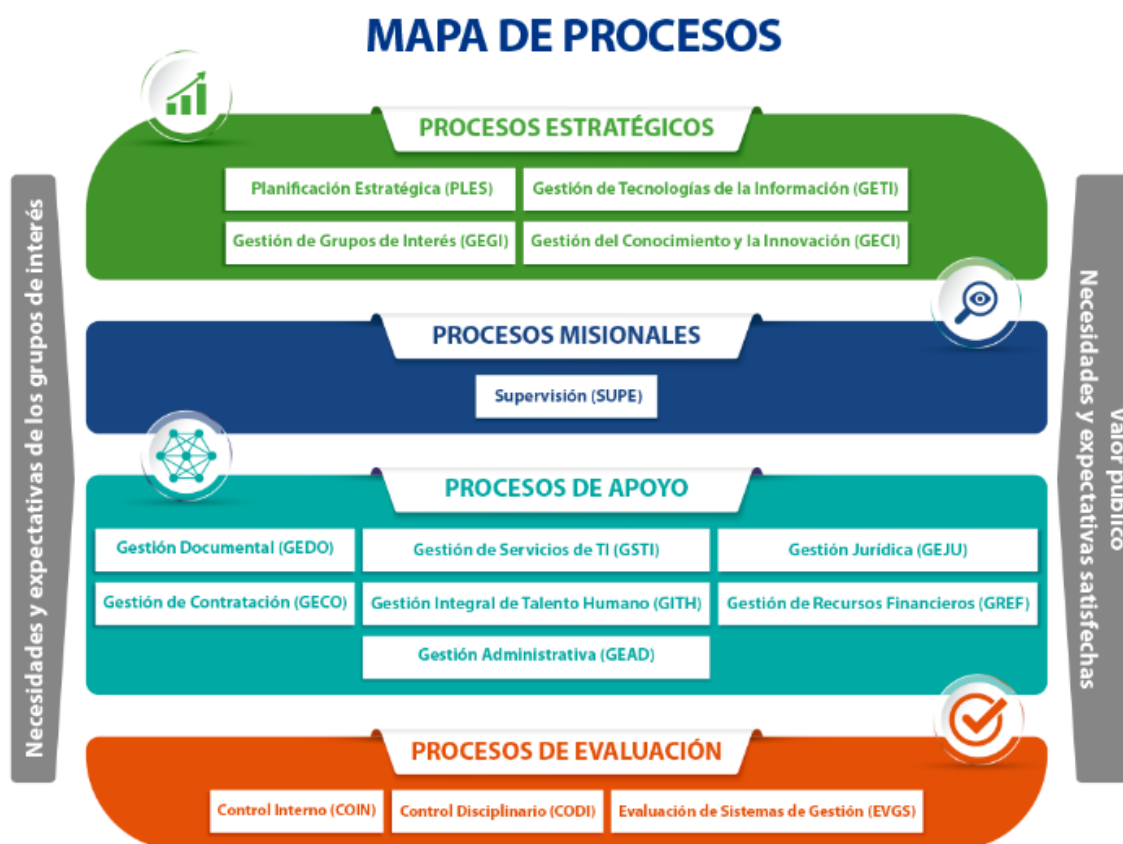 MAPA DE PROCESOS
Necesidades y expectativas de los grupos de interés
PROCESOS ESTRATÉGICOS
Planificación Estratégica (PLES)
Gestión de Tecnologías de la Información (GETI)
Gestión de Grupos de Interés (GEGI)
Gestión del Conocimiento y la Innovación (GECI)
PROCESOS MISIONALES
Supervisión (SUPE)
PROCESOS DE APOYO
Gestión Documental (GEDO)
Gestión de Servicios de TI (GSTI)
Gestión Jurídica (GEJU)
Gestión de Contratación (GECO)
Gestión Integral de Talento Humano (GITH)
Gestión de Recursos Financieros (GREF)
Gestión Administrativa (GEAD)
PROCESOS DE EVALUACIÓN
Control Interno (COIN)
Control Disciplinario (CODI)
Evaluación de Sistemas de Gestión (EVGS)
Valor público
Necesidades y expectativas satisfechas